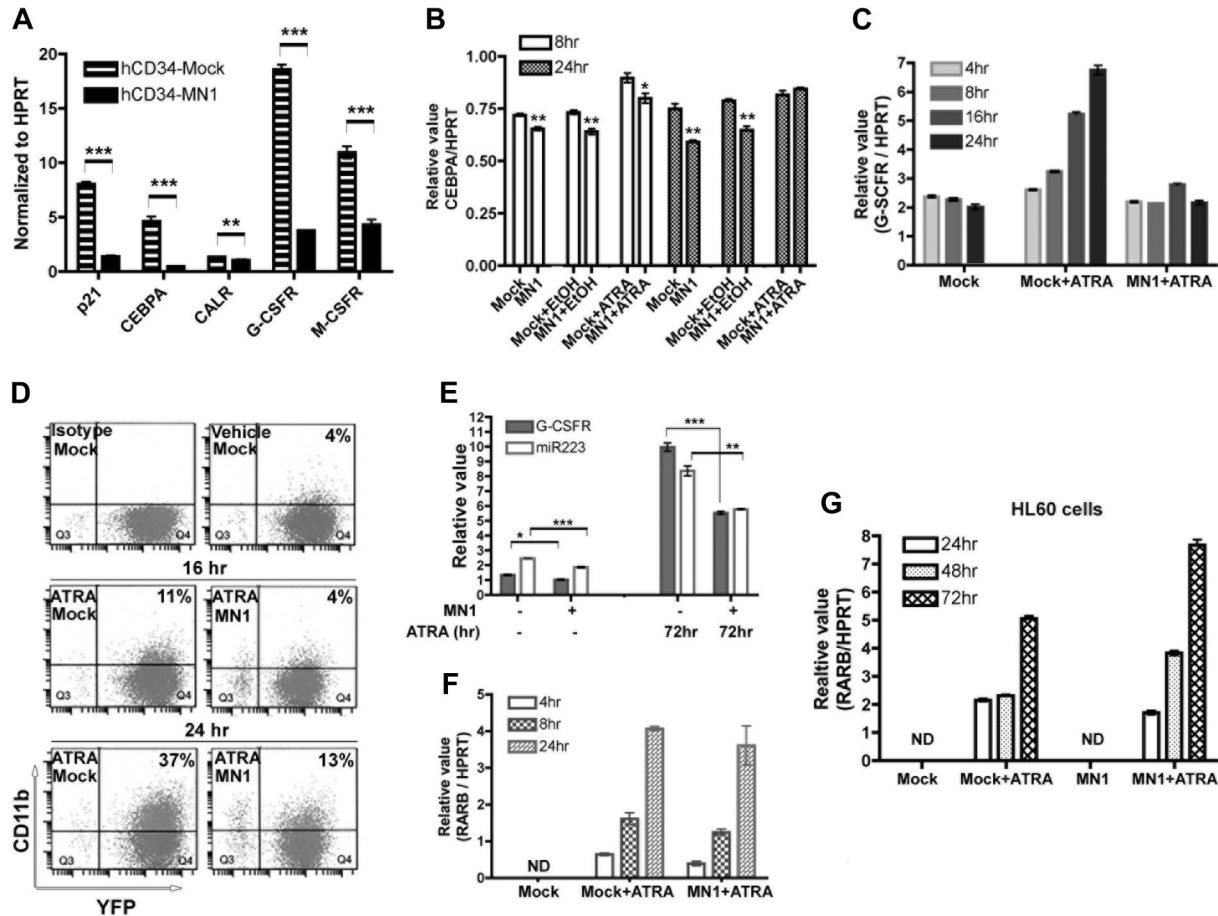 A
Normalized to HPRT
20
15
10
5
0
hCD34-Mock
hCD34-MN1
***
***
**
***
***
p21
CEBPA
CALR
G-CSFR
M-CSFR
B
Relative value
CEBPA/HPRT
1.00
0.75
0.50
0.25
0.00
8hr
24hr
**
**
*
**
**
Mock
MN1
Mock+EtOH
MN1+EtOH
Mock+ATRA
MN1+ATRA
Mock
MN1
Mock+EtOH
MN1+EtOH
Mock+ATRA
MN1+ATRA
C
Relative value
(G-SCFR / HPRT)
7
6
5
4
3
2
1
0
4hr
8hr
16hr
24hr
Mock
Mock+ATRA
MN1+ATRA
D
Isotype
Mock
Q3
Q4
Vehicle 4%
Mock
Q3
Q4
16 hr
ATRA 11%
Mock
Q3
Q4
ATRA 4%
MN1
Q3
Q4
24 hr
ATRA 37%
Mock
Q3
Q4
ATRA 13%
MN1
Q3
Q4
CD11b
YFP
E
Relative value
12
11
10
9
8
7
6
5
4
3
2
1
0
G-CSFR
miR223
*
***
***
**
MN1 - + - +
ATRA (hr) - - 72hr 72hr
F
Relative value
(RARB / HPRT)
5
4
3
2
1
0
4hr
8hr
24hr
ND
Mock
Mock+ATRA
MN1+ATRA
G
HL60 cells
Realtive value
(RARB/HPRT)
8
7
6
5
4
3
2
1
0
24hr
48hr
72hr
ND
ND
Mock
Mock+ATRA
MN1
MN1+ATRA